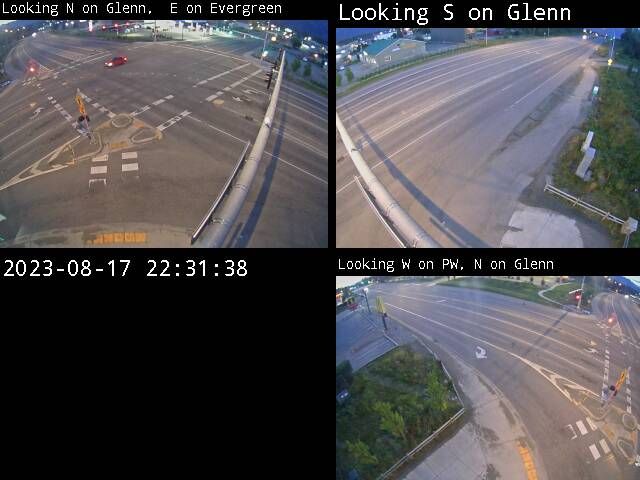 Looking N on Glenn,  E on Evergreen
Looking S on Glenn
2023-08-17 22:31:38
Looking W on PW, N on Glenn